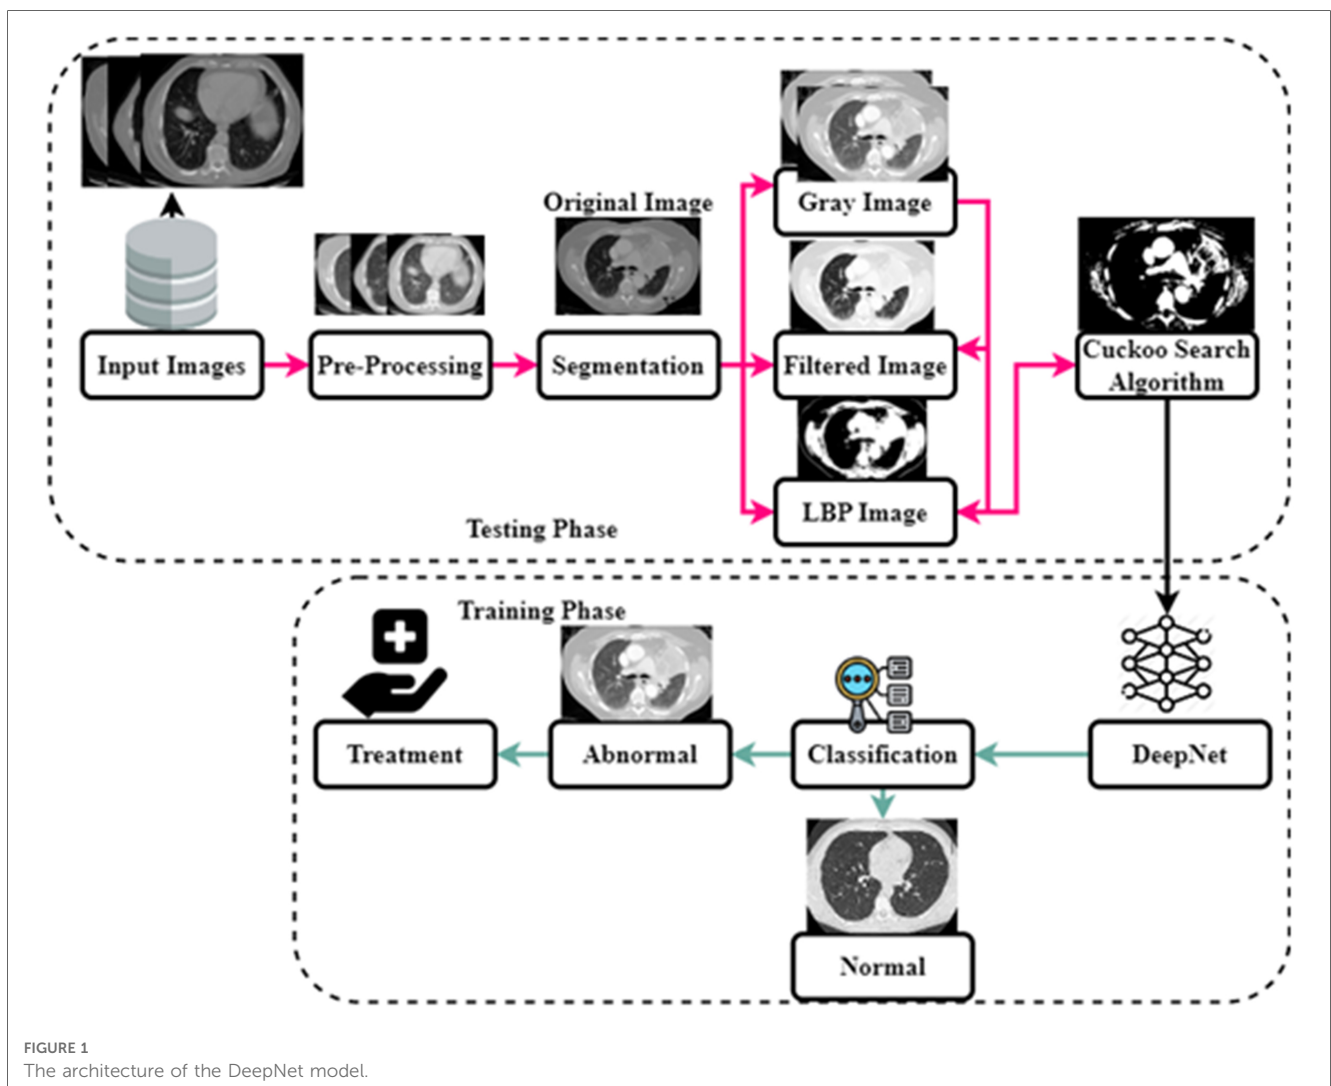 Original Image
Gray Image
Input Images
Pre-Processing
Segmentation
Filtered Image
Cuckoo Search
Algorithm
LBP Image
Testing Phase
Training Phase
Treatment
Abnormal
Classification
DeepNet
Normal
FIGURE 1
The architecture of the DeepNet model.